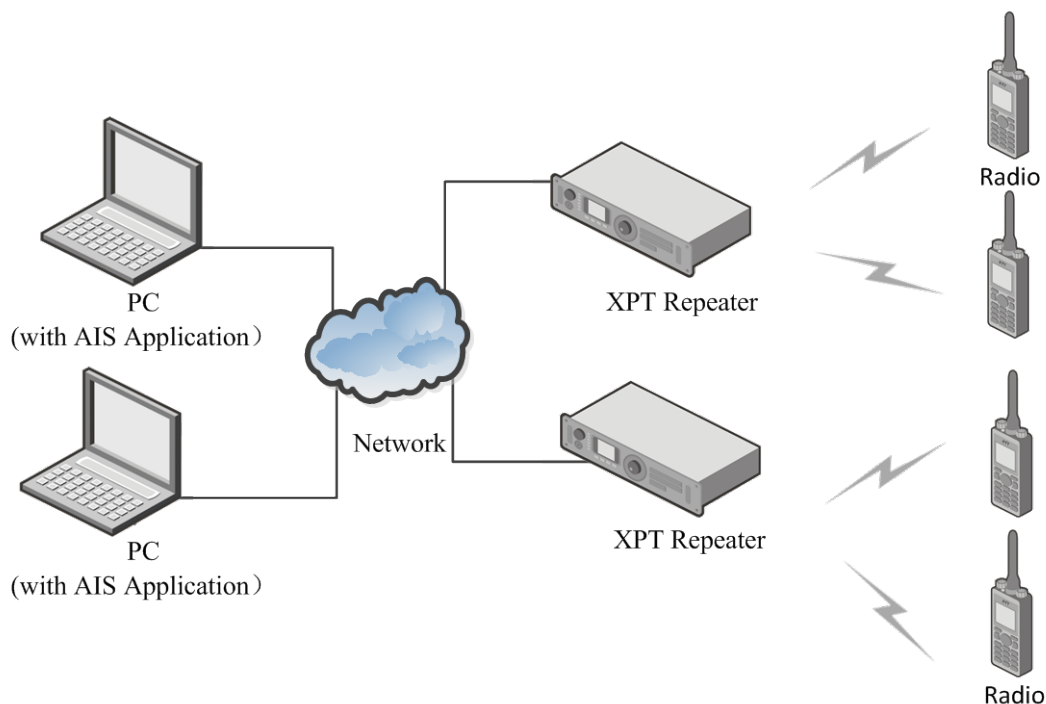 Radio
XPT Repeater
PC
(with AIS Application）
Network
XPT Repeater
PC
(with AIS Application）
Radio